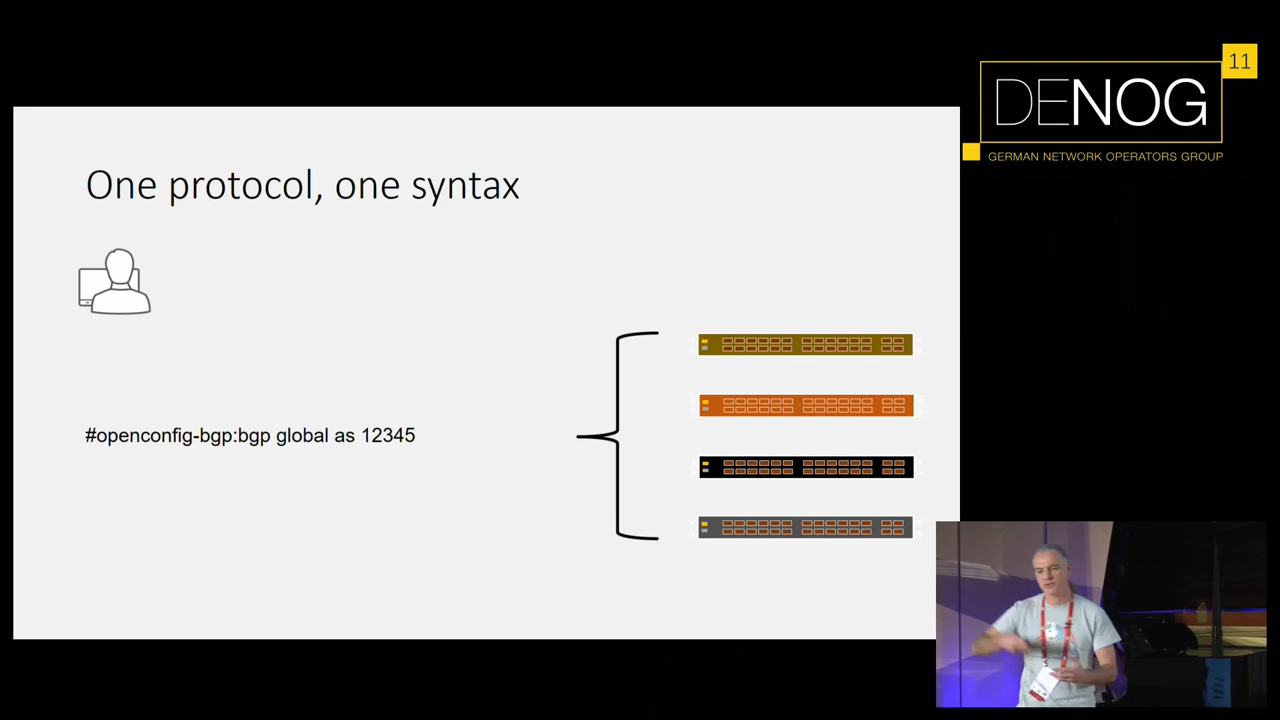 11
DENOG
GERMAN NETWORK OPERATORS GROUP
One protocol, one syntax
#openconfig-bgp:bgp global as 12345